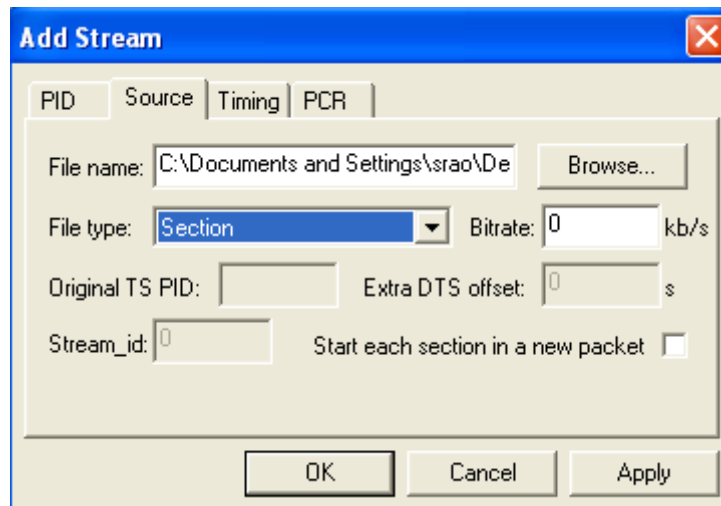 Add Stream
PID Source Timing PCR
File name: C:\Documents and Settings\srao\De Browse...
File type: Section Bitrate: 0 kb/s
Original TS PID: Extra DTS offset: 0 s
Stream_id: 0 Start each section in a new packet
OK Cancel Apply